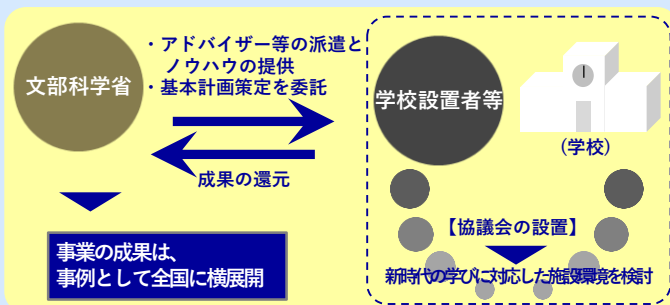 文部科学省
・アドバイザー等の派遣と
ノウハウの提供
・基本計画策定を委託
成果の還元
事業の成果は、
事例として全国に横展開
学校設置者等
(学校)
【協議会の設置】
新時代の学びに対応した施設環境を検討